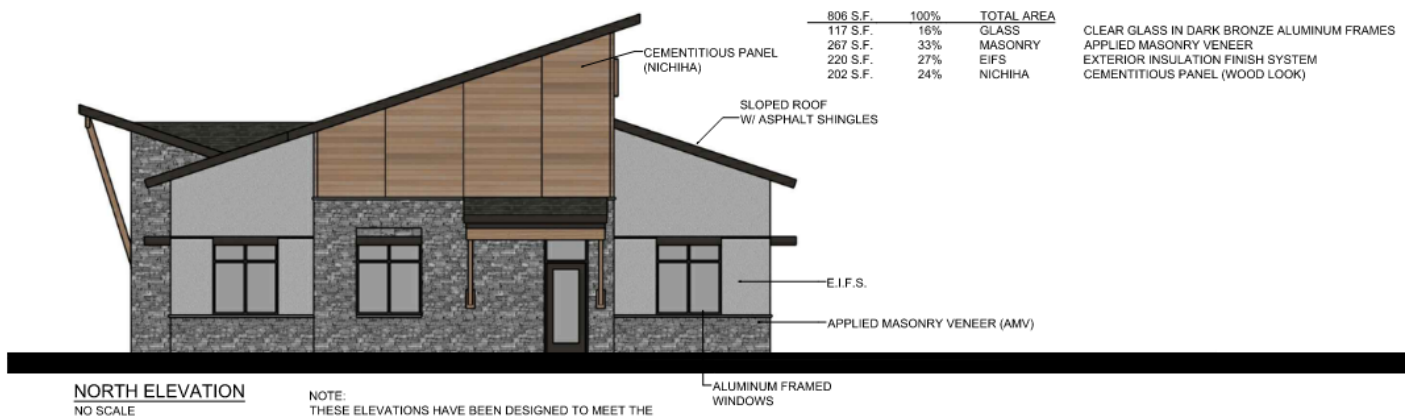 806 S.F. 100% TOTAL AREA
117 S.F. 16% GLASS CLEAR GLASS IN DARK BRONZE ALUMINUM FRAMES
267 S.F. 33% MASONRY APPLIED MASONRY VENEER
220 S.F. 27% EIFS EXTERIOR INSULATION FINISH SYSTEM
202 S.F. 24% NICHIHA CEMENTITIOUS PANEL (WOOD LOOK)
CEMENTITIOUS PANEL
(NICHIHA)
SLOPED ROOF
W/ ASPHALT SHINGLES
E.I.F.S.
APPLIED MASONRY VENEER (AMV)
ALUMINUM FRAMED
WINDOWS
NORTH ELEVATION
NO SCALE
NOTE:
THESE ELEVATIONS HAVE BEEN DESIGNED TO MEET THE